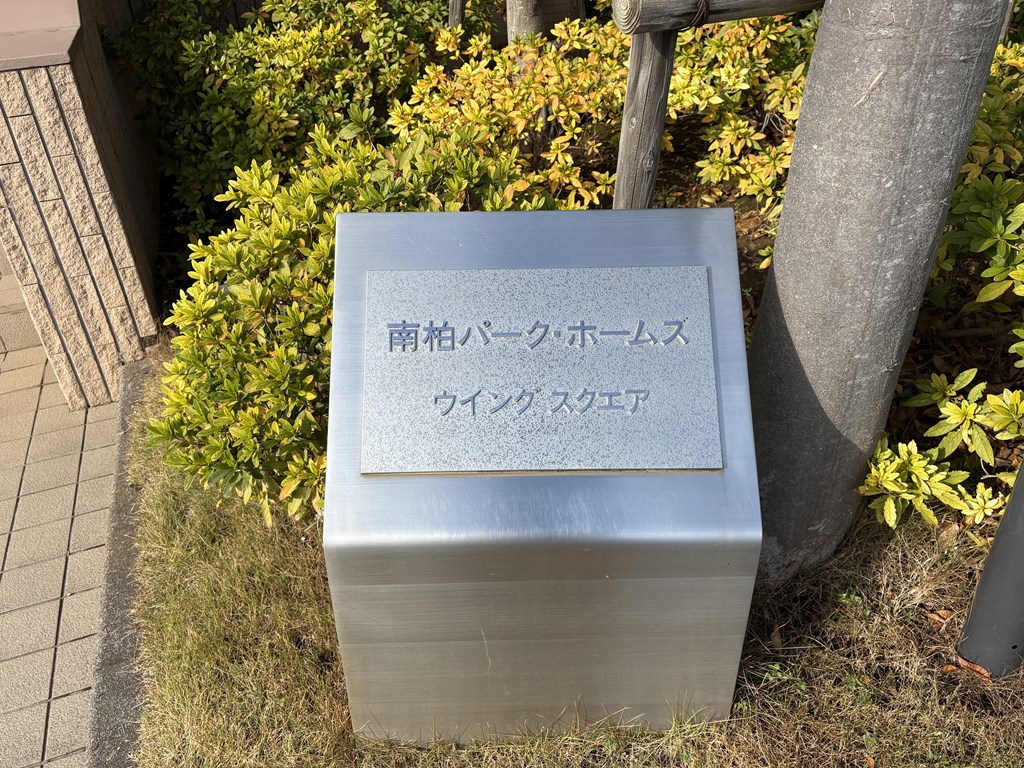 南柏パーク・ホームズ
ウイング スクエア